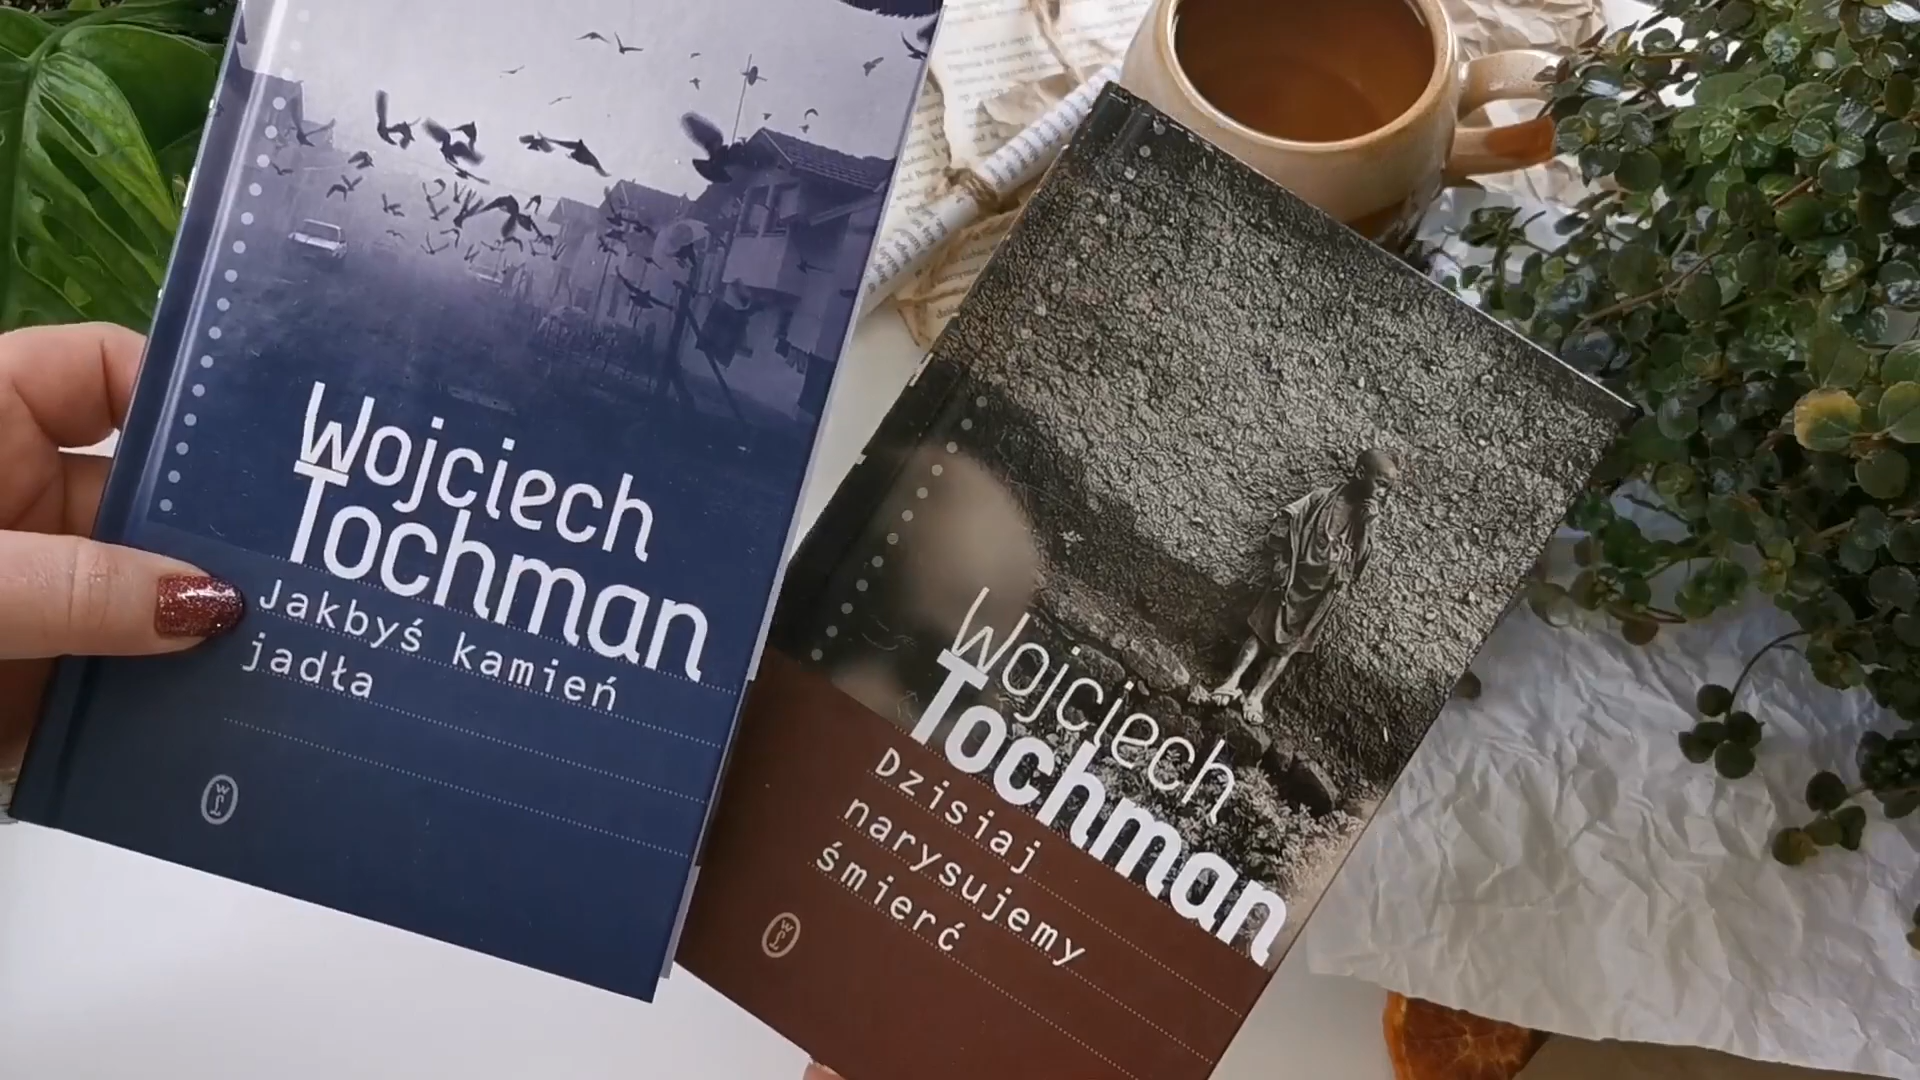 Wojciech
Tochman
Jakbyś kamień
jadła
Wojciech
Tochman
Dzisiaj
narysujemy
śmierć